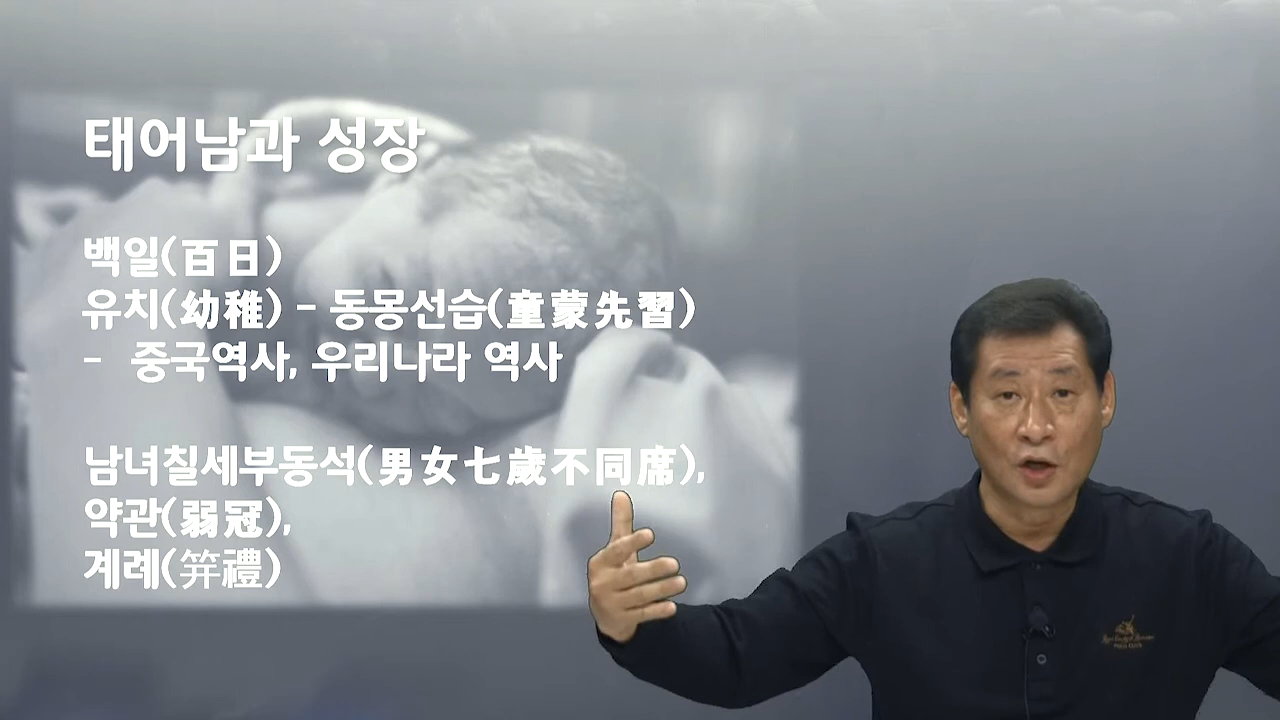 태어남과 성장
백일(百日)
유치(幼稚) - 동몽선습(童蒙先習)
- 중국역사, 우리나라 역사
남녀칠세부동석(男女七歲不同席),
약관(弱冠),
계례(笄禮)